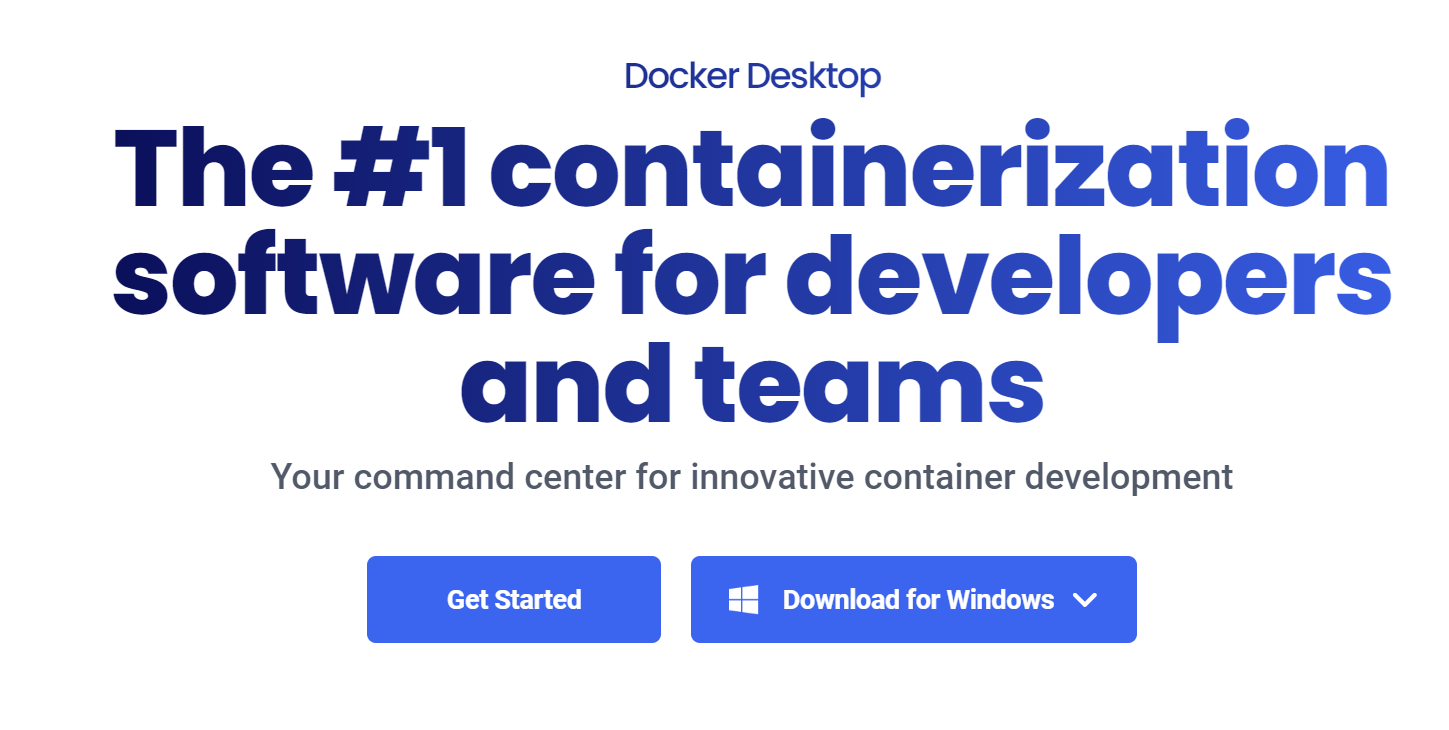 Docker Desktop
The #1 containerization
software for developers
and teams
Your command center for innovative container development
Get Started
Download for Windows